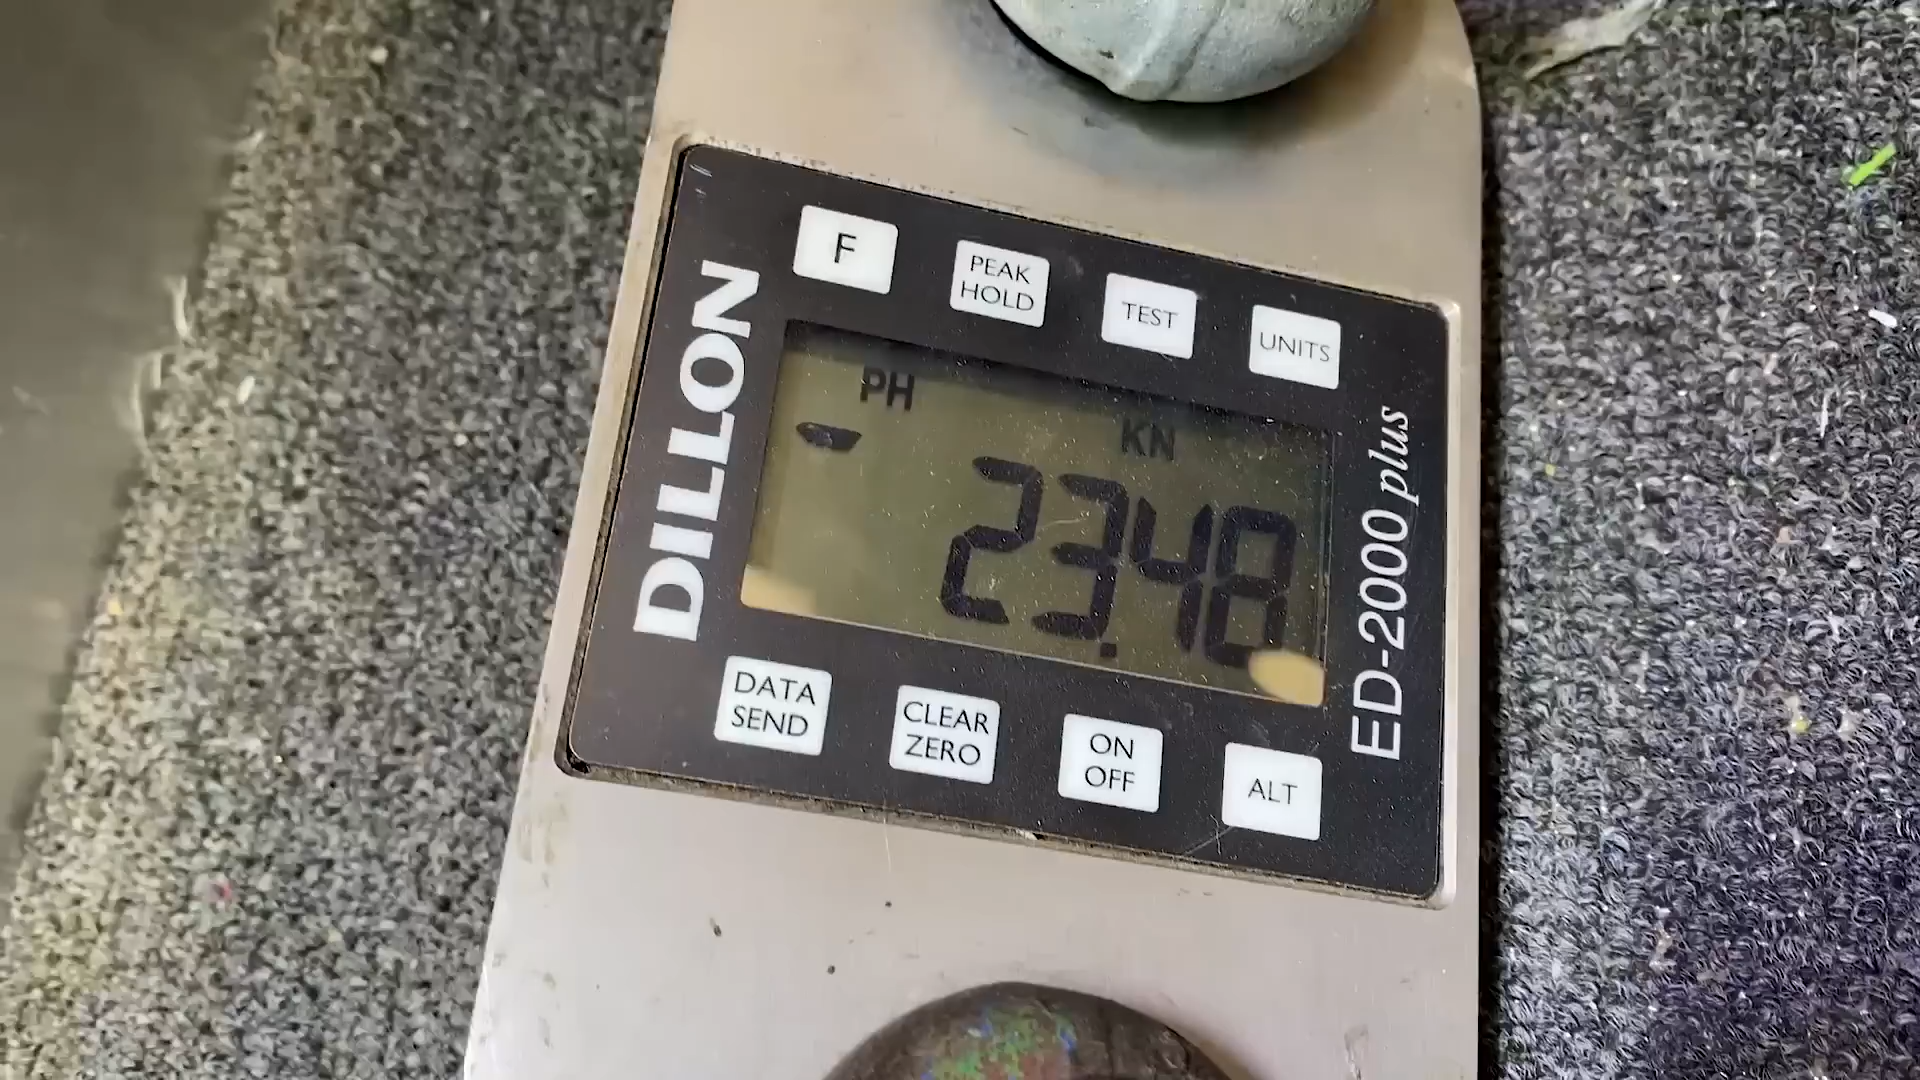 F
PEAK
HOLD
TEST
UNITS
DILLON
PH
KN
- 23.48
ED-2000 plus
DATA
SEND
CLEAR
ZERO
ON
OFF
ALT